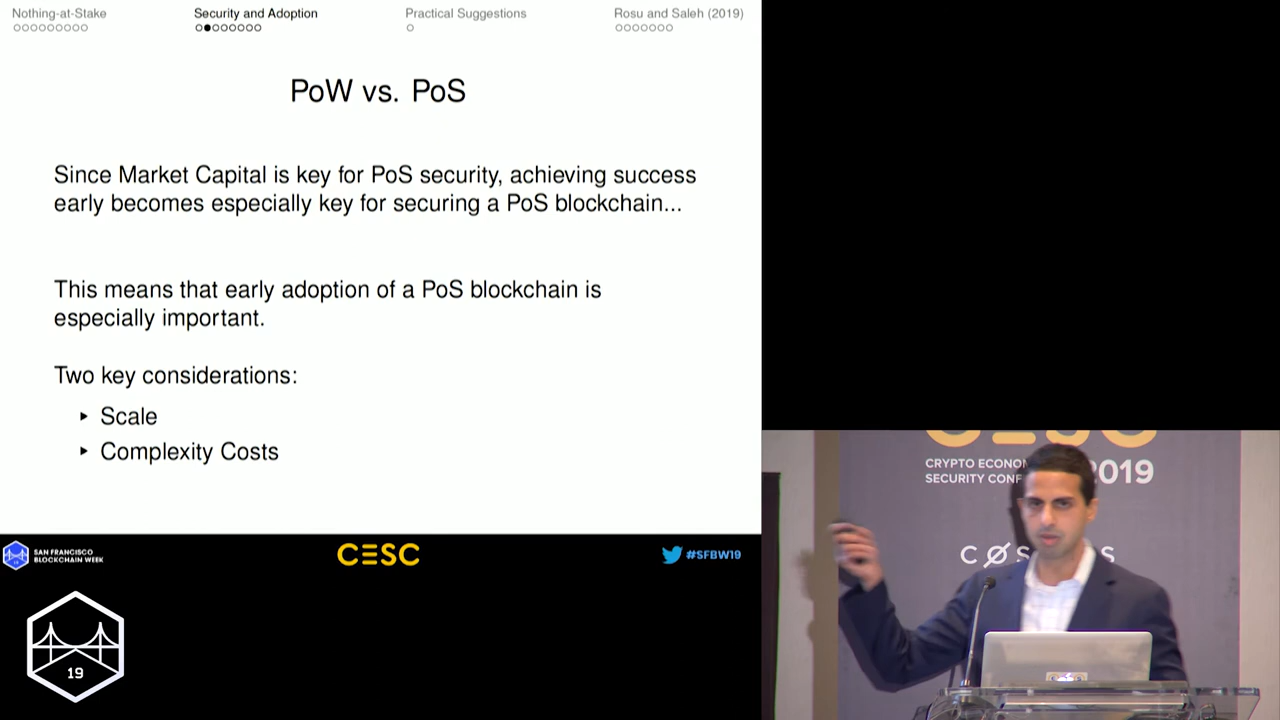 Nothing-at-Stake
Security and Adoption
Practical Suggestions
Rosu and Saleh (2019)
PoW vs. PoS
Since Market Capital is key for PoS security, achieving success
early becomes especially key for securing a PoS blockchain...
This means that early adoption of a PoS blockchain is
especially important.
Two key considerations:
Scale
Complexity Costs
SAN FRANCISCO
BLOCKCHAIN WEEK
CESC
#SFBW19
19
CESC
CRYPTO ECONO
SECURITY CONF
2019